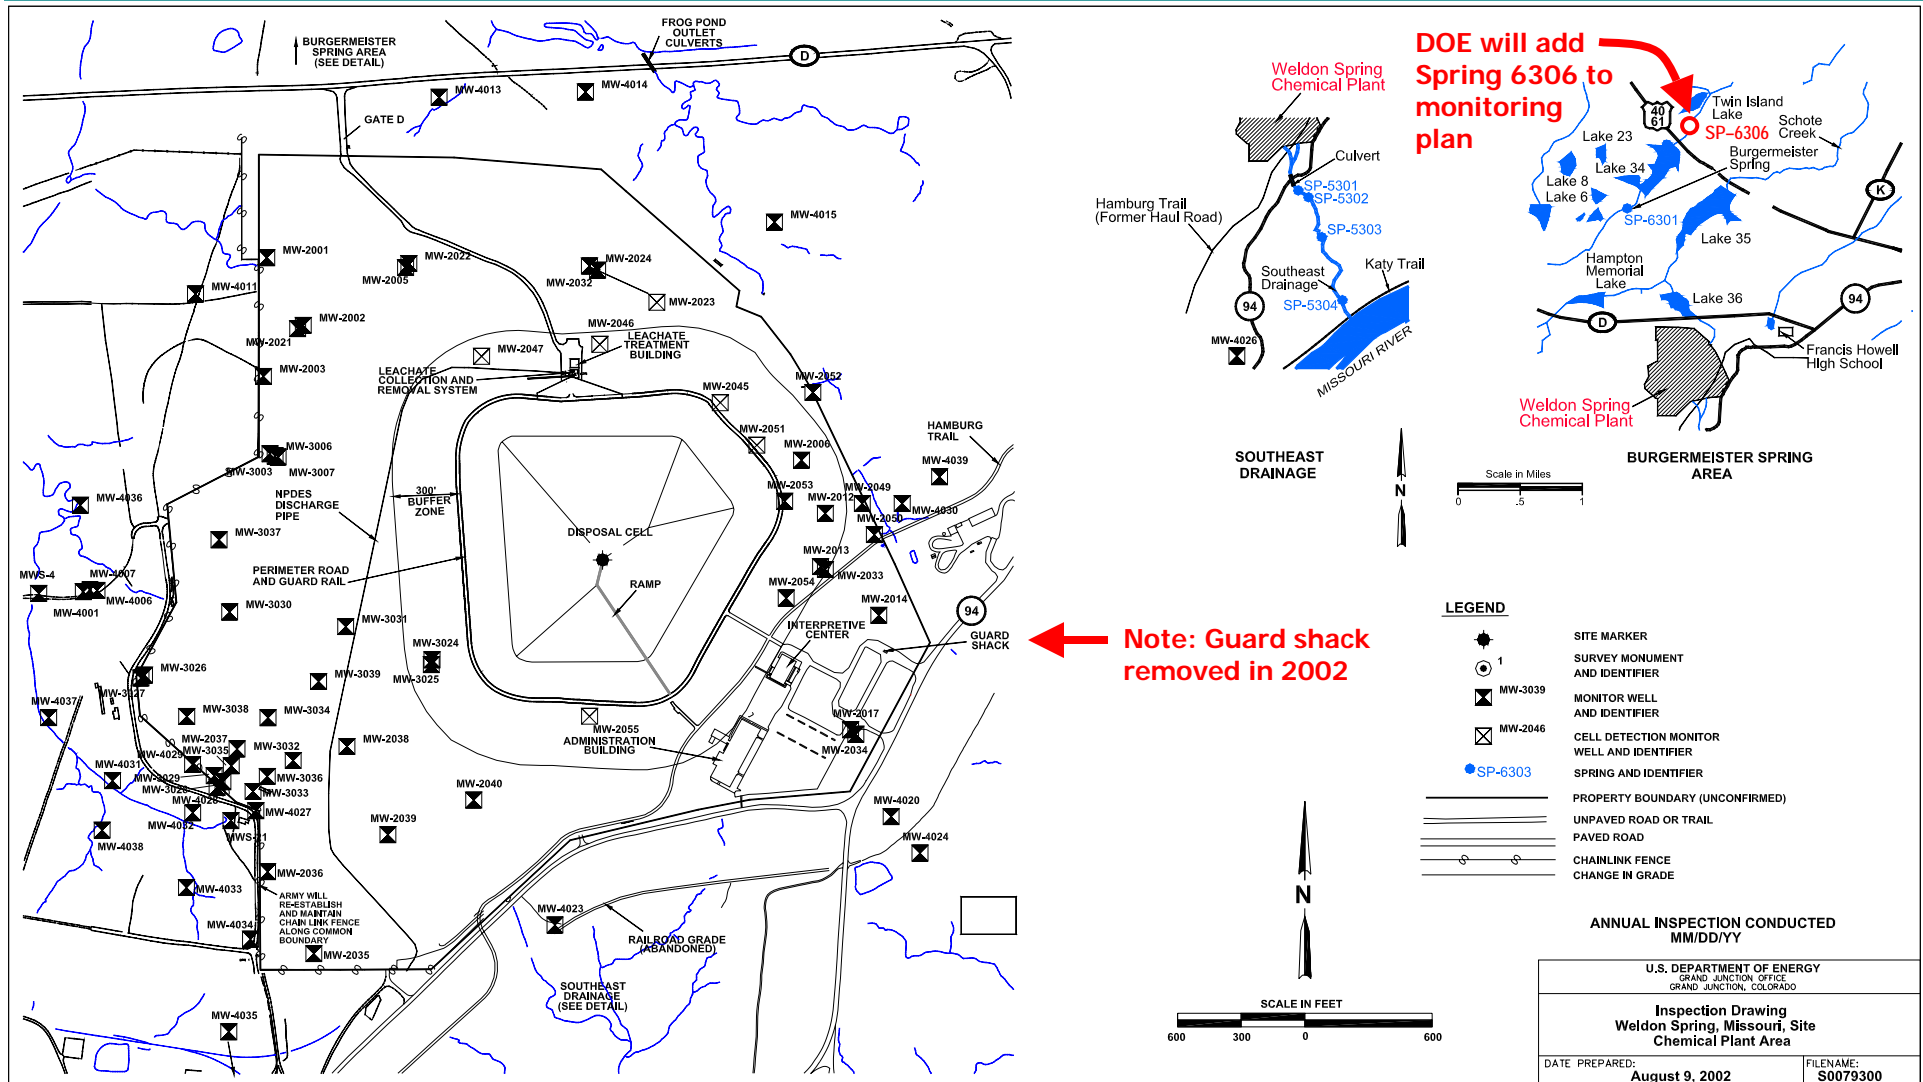 BURGERMEISTER
SPRING AREA
(SEE DETAIL)
FROG POND
OUTLET
CULVERTS
D
MW-4013
MW-4014
GATE D
MW-4015
MW-2001
MW-2022
MW-2005
MW-2024
MW-2032
MW-2023
MW-4011
MW-2002
MW-2021
MW-2046
MW-2047
LEACHATE
TREATMENT
BUILDING
MW-2003
LEACHATE
COLLECTION AND
REMOVAL SYSTEM
MW-2052
MW-2045
MW-2051
MW-2006
HAMBURG
TRAIL
MW-3006
MW-3003
MW-3007
MW-4039
NPDES
DISCHARGE
PIPE
300'
BUFFER
ZONE
MW-2053
MW-2012
MW-2049
MW-4030
MW-2050
MW-4036
MW-3037
DISPOSAL CELL
PERIMETER ROAD
AND GUARD RAIL
RAMP
MW-2013
MW-2033
MW-2054
MWS-4
MW-4007
MW-4001
MW-4006
MW-3030
MW-3031
MW-2014
94
INTERPRETIVE
CENTER
GUARD
SHACK
MW-3024
MW-3025
MW-3026
MW-3027
MW-3039
MW-4037
MW-3038
MW-3034
MW-2055
ADMINISTRATION
BUILDING
MW-2017
MW-2034
MW-2037
MW-4029
MW-3035
MW-3032
MW-2038
MW-4031
MW-3029
MW-3036
MW-3028
MW-3033
MW-4028
MW-4027
MW-4032
MWS-21
MW-2040
MW-2039
MW-4038
MW-4020
MW-4024
MW-2036
MW-4033
ARMY WILL
RE-ESTABLISH
AND MAINTAIN
CHAIN LINK FENCE
ALONG COMMON
BOUNDARY
MW-4034
MW-2035
MW-4023
RAILROAD GRADE
(ABANDONED)
SOUTHEAST
DRAINAGE
(SEE DETAIL)
MW-4035
Weldon Spring
Chemical Plant
Culvert
SP-5301
SP-5302
Hamburg Trail
(Former Haul Road)
SP-5303
Southeast
Drainage
Katy Trail
SP-5304
94
MW-4026
MISSOURI RIVER
SOUTHEAST
DRAINAGE
DOE will add
Spring 6306 to
monitoring
plan
40
61
Twin Island
Lake
SP-6306
Schote
Creek
Lake 23
Burgermeister
Spring
Lake 34
Lake 8
Lake 6
K
SP-6301
Lake 35
Hampton
Memorial
Lake
Lake 36
94
D
Francis Howell
HIgh School
Weldon Spring
Chemical Plant
BURGERMEISTER SPRING
AREA
N
Scale in Miles
0 .5 1
Note: Guard shack
removed in 2002
LEGEND
SITE MARKER
1
SURVEY MONUMENT
AND IDENTIFIER
MW-3039
MONITOR WELL
AND IDENTIFIER
MW-2046
CELL DETECTION MONITOR
WELL AND IDENTIFIER
SP-6303
SPRING AND IDENTIFIER
PROPERTY BOUNDARY (UNCONFIRMED)
UNPAVED ROAD OR TRAIL
PAVED ROAD
CHAINLINK FENCE
CHANGE IN GRADE
N
SCALE IN FEET
600 300 0 600
ANNUAL INSPECTION CONDUCTED
MM/DD/YY
U.S. DEPARTMENT OF ENERGY
GRAND JUNCTION OFFICE
GRAND JUNCTION, COLORADO
Inspection Drawing
Weldon Spring, Missouri, Site
Chemical Plant Area
DATE PREPARED:
August 9, 2002
FILENAME:
S0079300